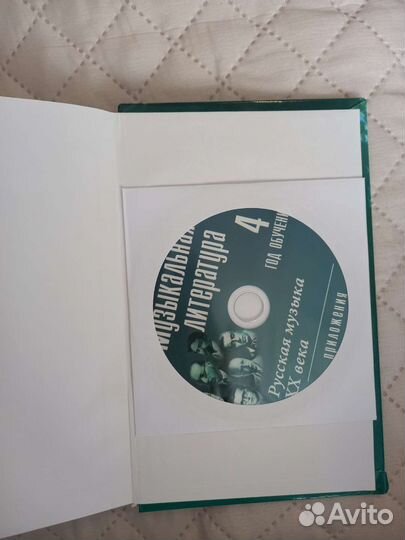 Музыкальная
литература
4
год обучения
Русская музыка
XX века
приложения
Avito